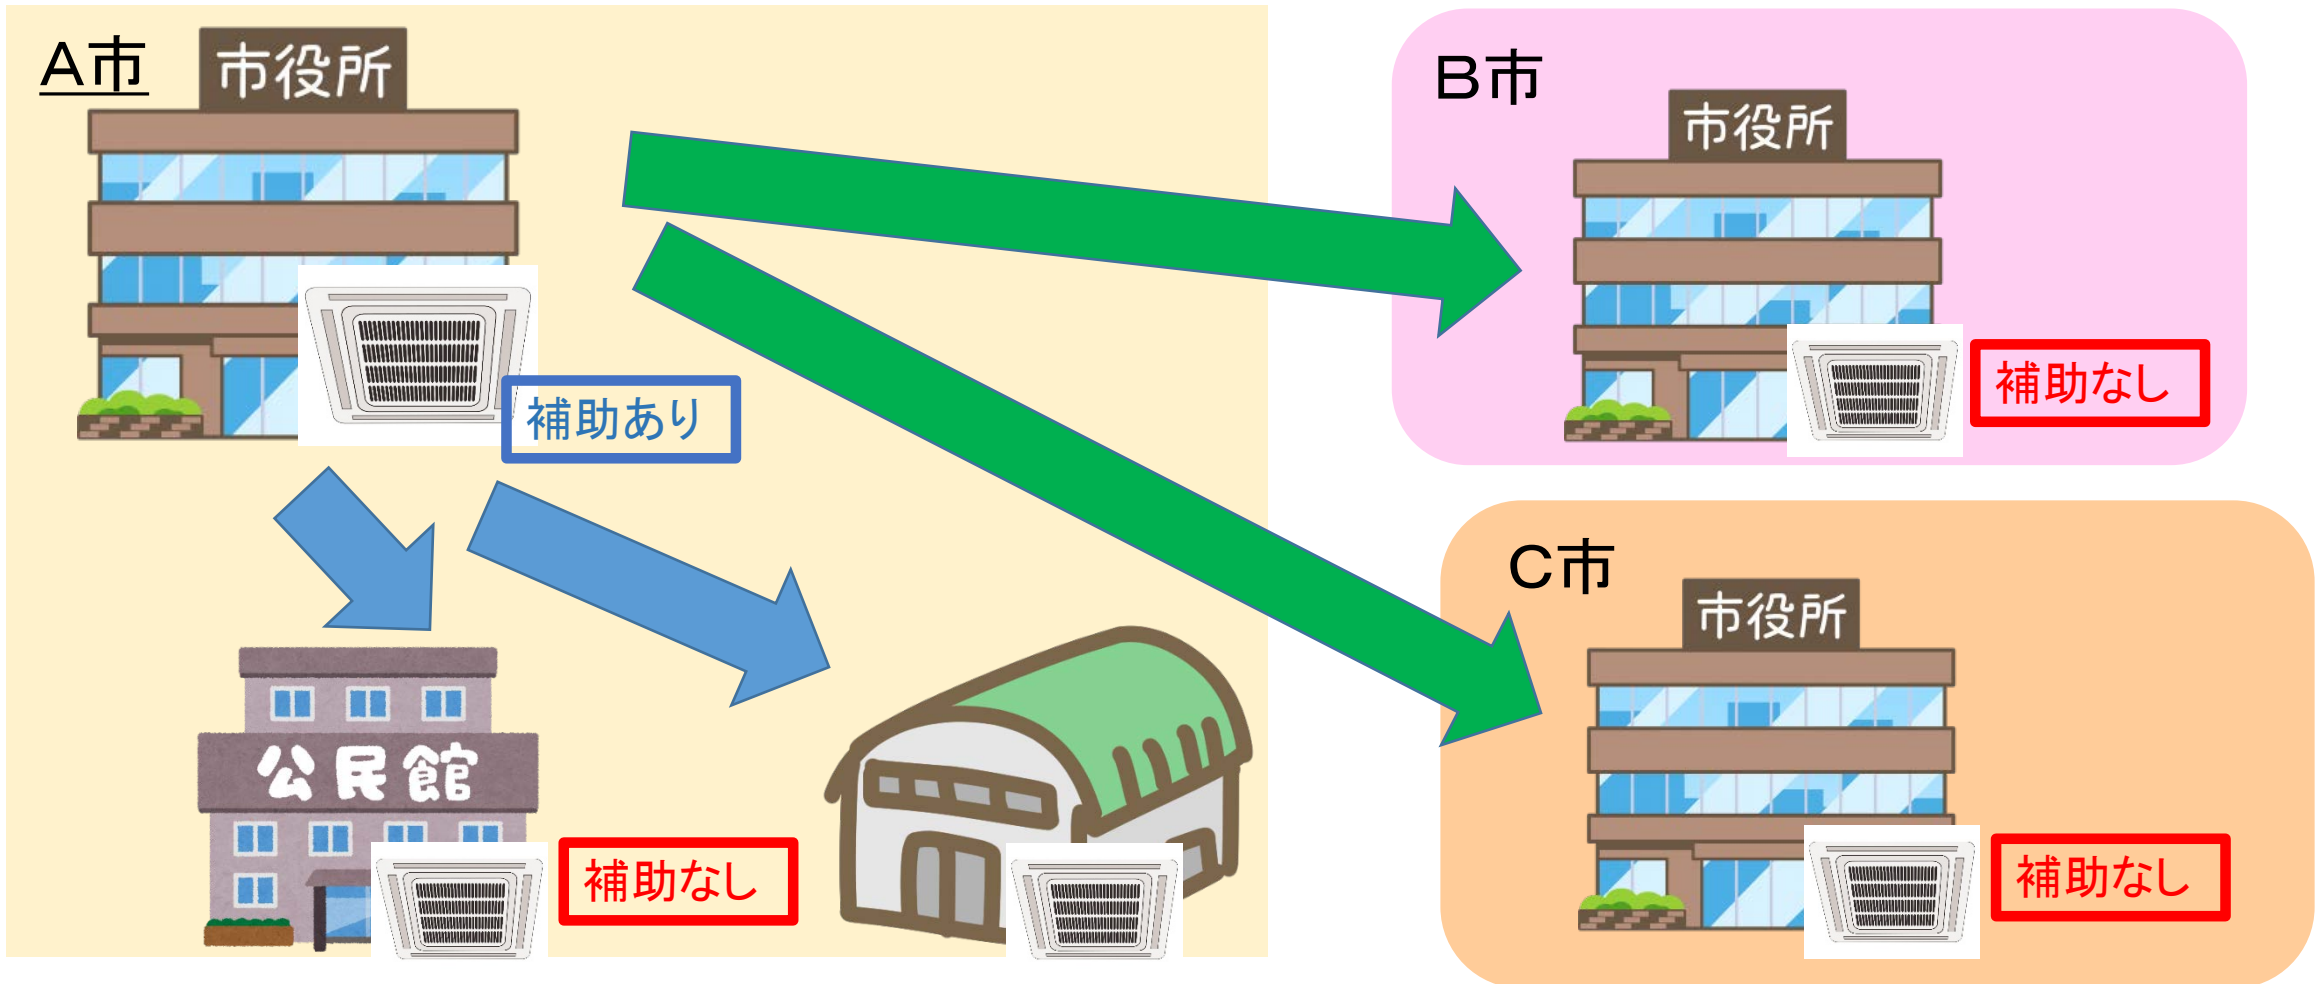 A市
市役所
補助あり
公民館
補助なし
B市
市役所
補助なし
C市
市役所
補助なし